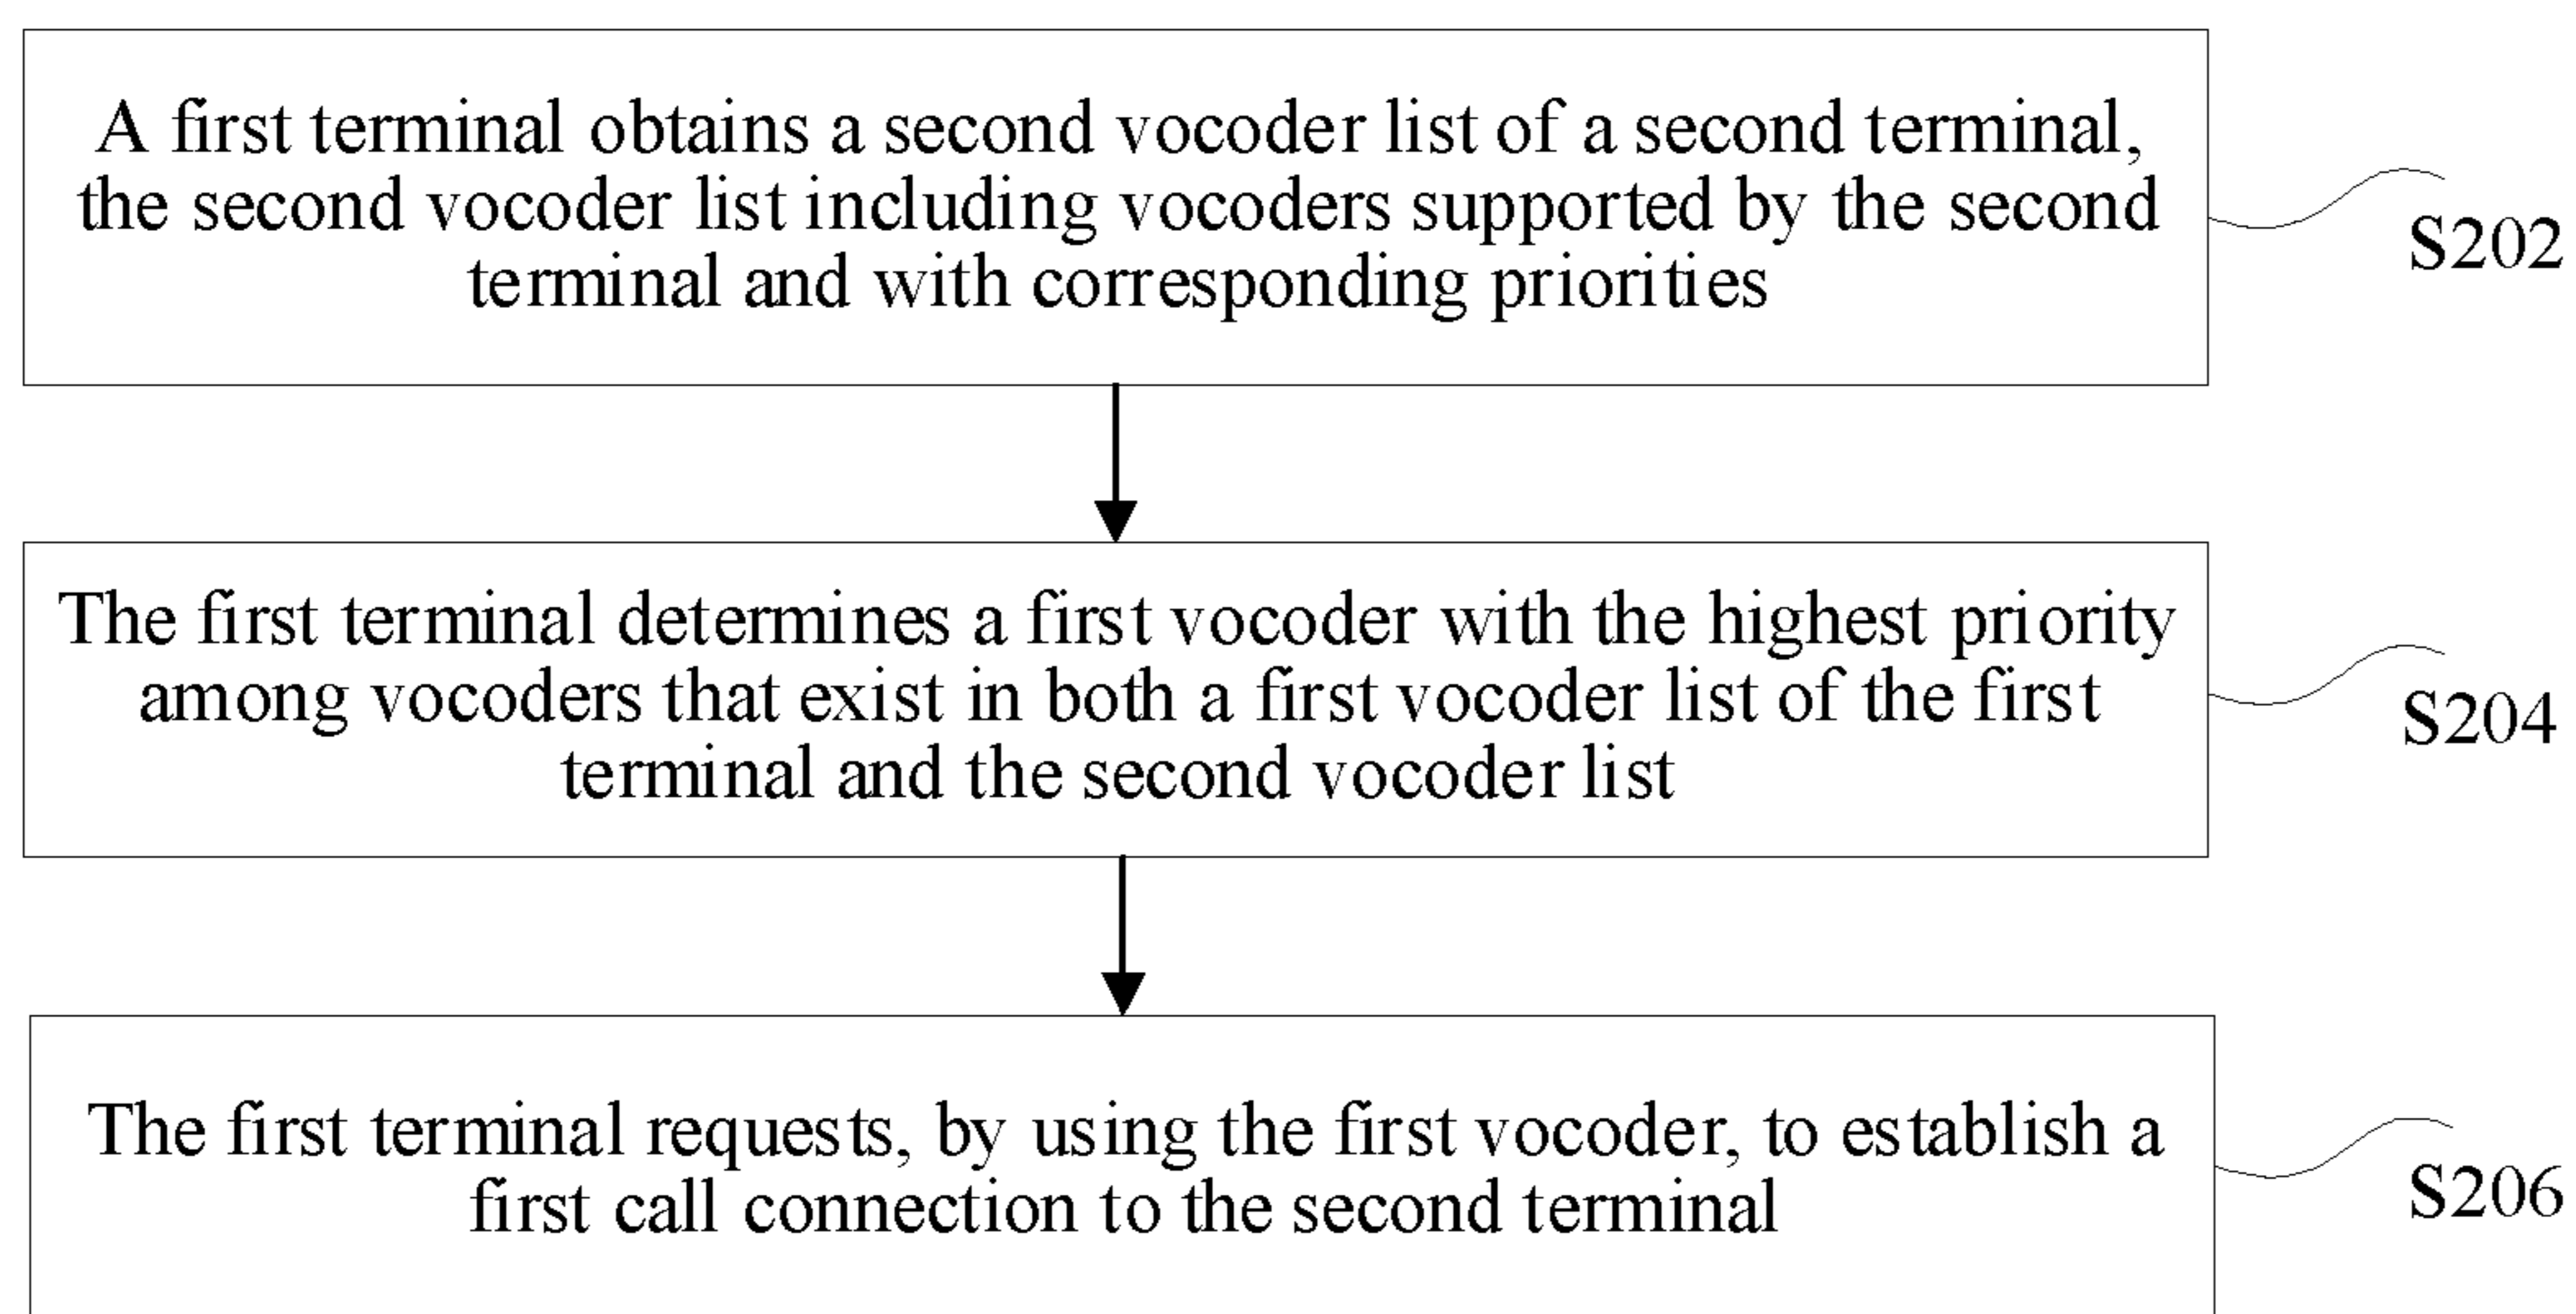 A first terminal obtains a second vocoder list of a second terminal,
the second vocoder list including vocoders supported by the second
terminal and with corresponding priorities
S202
The first terminal determines a first vocoder with the highest priority
among vocoders that exist in both a first vocoder list of the first
terminal and the second vocoder list
S204
The first terminal requests, by using the first vocoder, to establish a
first call connection to the second terminal
S206